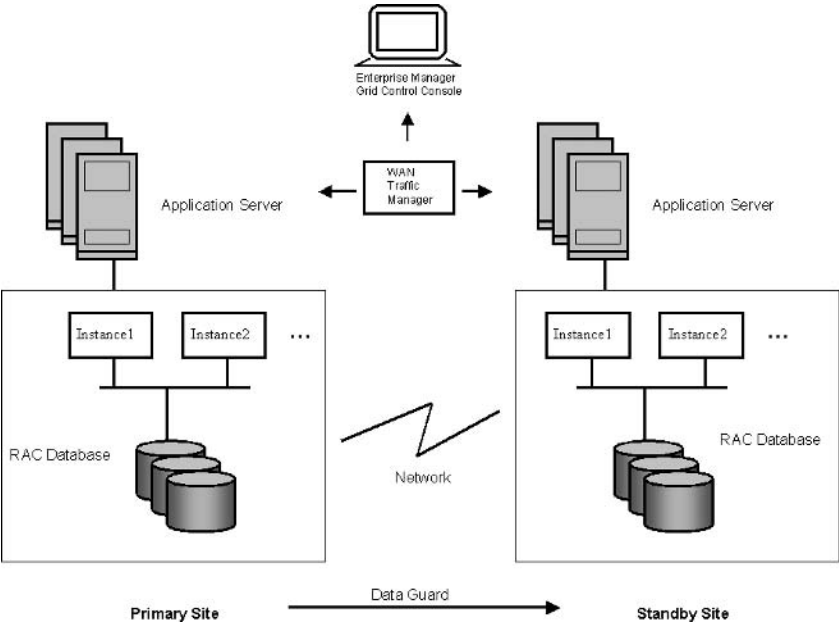 Enterprise Manager
Grid Control Console
WAN
Traffic
Manager
Application Server
Application Server
Instance1
Instance2
...
Instance1
Instance2
...
RAC Database
RAC Database
Network
Data Guard
Primary Site
Standby Site